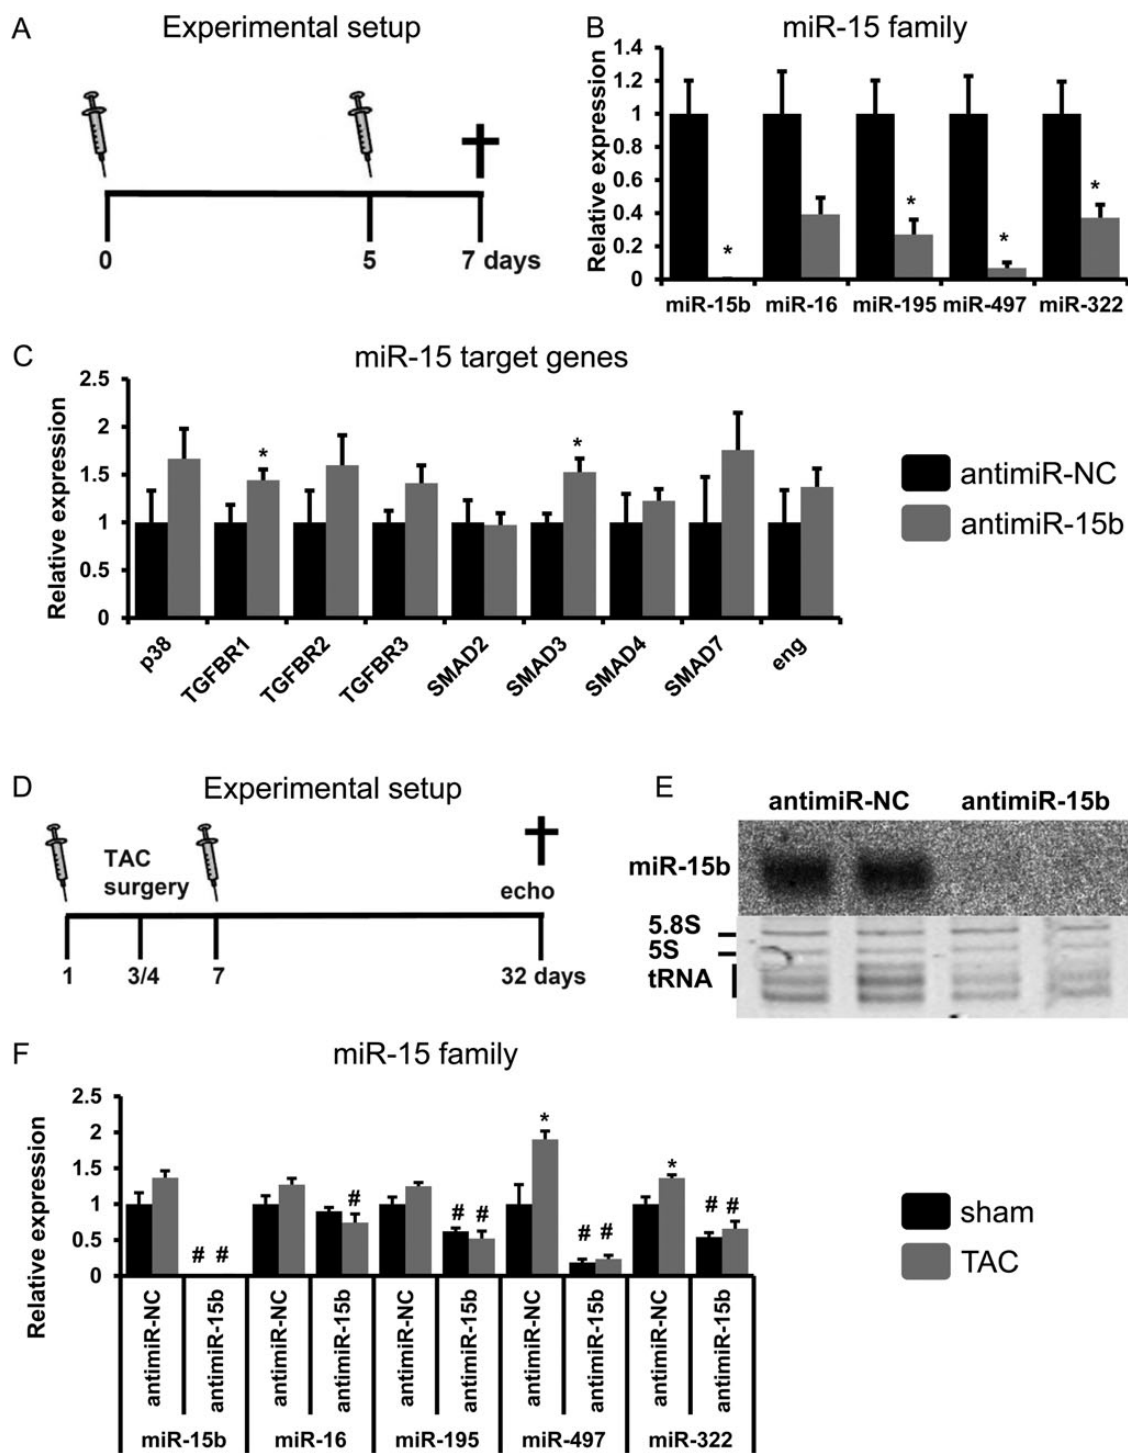 A
Experimental setup
0
5
7 days
B
miR-15 family
Relative expression
1.4
1.2
1
0.8
0.6
0.4
0.2
0
*
*
*
*
miR-15b
miR-16
miR-195
miR-497
miR-322
C
miR-15 target genes
Relative expression
2.5
2
1.5
1
0.5
0
*
*
p38
TGFBR1
TGFBR2
TGFBR3
SMAD2
SMAD3
SMAD4
SMAD7
eng
antimiR-NC
antimiR-15b
D
Experimental setup
TAC
surgery
echo
1
3/4
7
32 days
E
antimiR-NC
antimiR-15b
miR-15b
5.8S
5S
tRNA
F
miR-15 family
Relative expression
2.5
2
1.5
1
0.5
0
# #
#
# #
*
# #
*
# #
antimiR-NC
antimiR-15b
antimiR-NC
antimiR-15b
antimiR-NC
antimiR-15b
antimiR-NC
antimiR-15b
antimiR-NC
antimiR-15b
miR-15b
miR-16
miR-195
miR-497
miR-322
sham
TAC